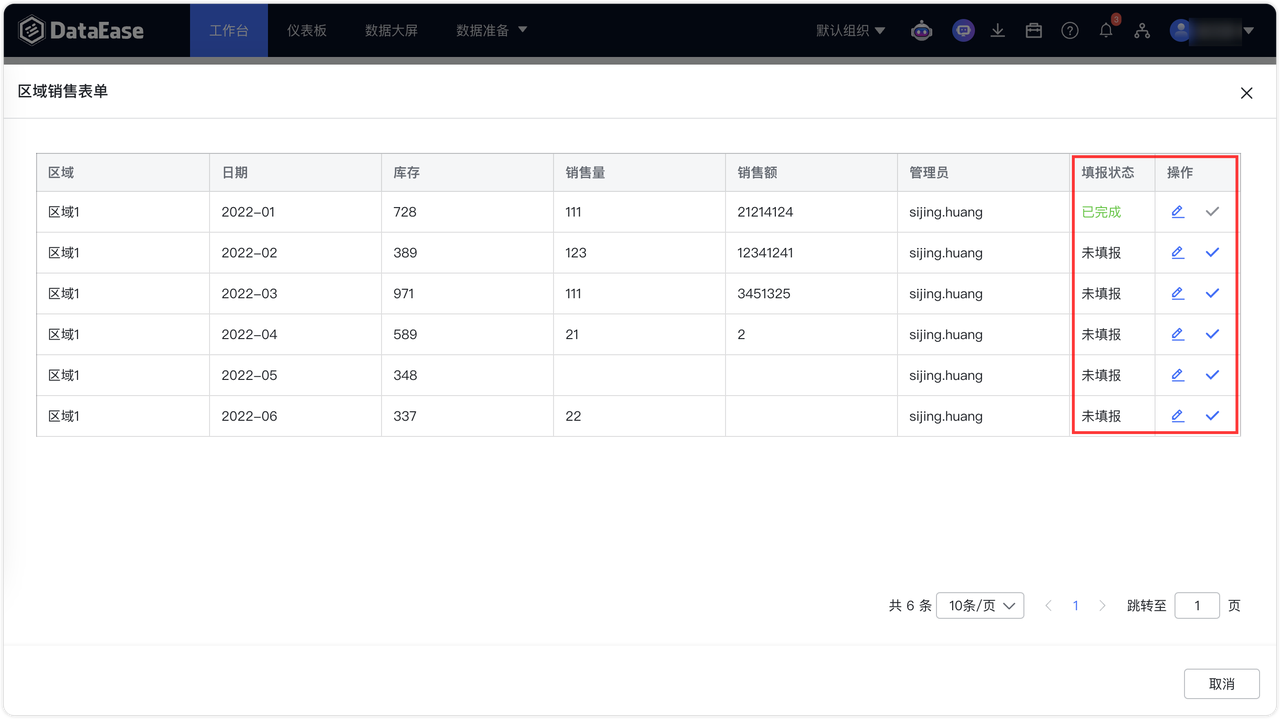 DataEase 工作台 仪表板 数据大屏 数据准备 默认组织 3
区域销售表单
区域 日期 库存 销售量 销售额 管理员 填报状态 操作
区域1 2022-01 728 111 21214124 sijing.huang 已完成
区域1 2022-02 389 123 12341241 sijing.huang 未填报
区域1 2022-03 971 111 3451325 sijing.huang 未填报
区域1 2022-04 589 21 2 sijing.huang 未填报
区域1 2022-05 348 sijing.huang 未填报
区域1 2022-06 337 22 sijing.huang 未填报
共 6 条 10条/页 1 跳转至 1 页
取消